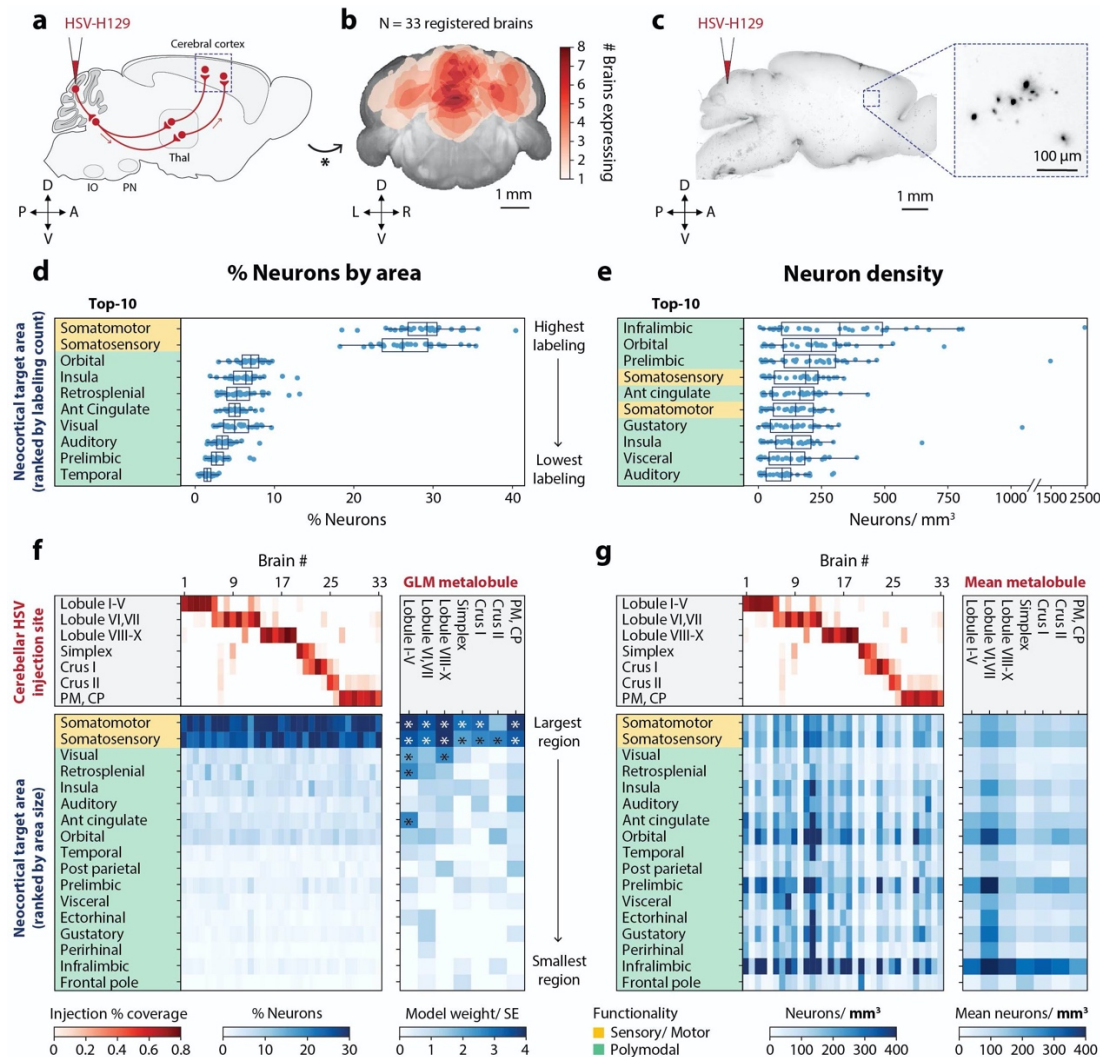 a
HSV-H129
Cerebral cortex
Thal
IO
PN
D
P
A
V
*
b
N = 33 registered brains
8
7
6
5
4
3
2
1
# Brains expressing
1 mm
D
L
R
V
c
HSV-H129
100 µm
1 mm
D
P
A
V
d
% Neurons by area
Top-10
Neocortical target area
(ranked by labeling count)
Somatomotor
Somatosensory
Orbital
Insula
Retrosplenial
Ant Cingulate
Visual
Auditory
Prelimbic
Temporal
0 10 20 30 40
% Neurons
Highest
labeling
Lowest
labeling
e
Neuron density
Top-10
Infralimbic
Orbital
Prelimbic
Somatosensory
Ant cingulate
Somatomotor
Gustatory
Insula
Visceral
Auditory
0 250 500 750 1000 1500 2500
Neurons/ mm³
f
Brain #
1 9 17 25 33
GLM metalobule
Cerebellar HSV
injection site
Lobule I-V
Lobule VI,VII
Lobule VIII-X
Simplex
Crus I
Crus II
PM, CP
Lobule I-V
Lobule VI,VII
Lobule VIII-X
Simplex
Crus I
Crus II
PM, CP
Neocortical target area
(ranked by area size)
Somatomotor
Somatosensory
Visual
Retrosplenial
Insula
Auditory
Ant cingulate
Orbital
Temporal
Post parietal
Prelimbic
Visceral
Ectorhinal
Gustatory
Perirhinal
Infralimbic
Frontal pole
* * * * * *
* * * * * * *
* *
*
*
Largest
region
Smallest
region
Injection % coverage
0 0.2 0.4 0.6 0.8
% Neurons
0 10 20 30
Model weight/ SE
0 1 2 3 4
g
Brain #
1 9 17 25 33
Mean metalobule
Lobule I-V
Lobule VI,VII
Lobule VIII-X
Simplex
Crus I
Crus II
PM, CP
Lobule I-V
Lobule VI,VII
Lobule VIII-X
Simplex
Crus I
Crus II
PM, CP
Somatomotor
Somatosensory
Visual
Retrosplenial
Insula
Auditory
Ant cingulate
Orbital
Temporal
Post parietal
Prelimbic
Visceral
Ectorhinal
Gustatory
Perirhinal
Infralimbic
Frontal pole
Functionality
Sensory/ Motor
Polymodal
Neurons/ mm³
0 100 200 300 400
Mean neurons/ mm³
0 100 200 300 400